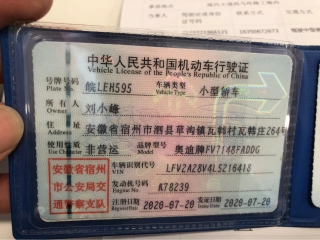 中华人民共和国机动车行驶证
Vehicle License of the People's Republic of China
号牌号码 皖LEH595 车辆类型 小型轿车
Plate No. Vehicle Type
所有人 刘小峰
Owner
住址 安徽省宿州市泗县草沟镇瓦韩村瓦韩庄264号
Address
使用性质 非营运 品牌型号 奥迪牌FV7148FADDG
Use Character Model
安徽省宿州市公安局交通警察支队
车辆识别代号 LFV2A28V4L5216418
VIN
发动机号码 K78239
Engine No.
注册日期 2020-07-20 发证日期 2020-07-20
Register Date Issue Date